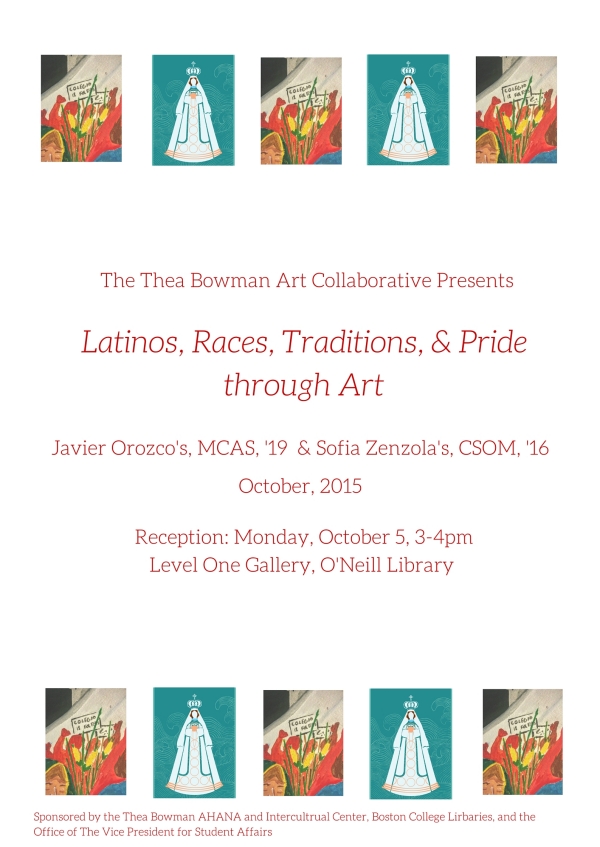 The Thea Bowman Art Collaborative Presents
Latinos, Races, Traditions, & Pride
through Art
Javier Orozco's, MCAS, '19 & Sofia Zenzola's, CSOM, '16
October, 2015
Reception: Monday, October 5, 3-4pm
Level One Gallery, O'Neill Library
Sponsored by the Thea Bowman AHANA and Intercultrual Center, Boston College Lirbaries, and the
Office of The Vice President for Student Affairs